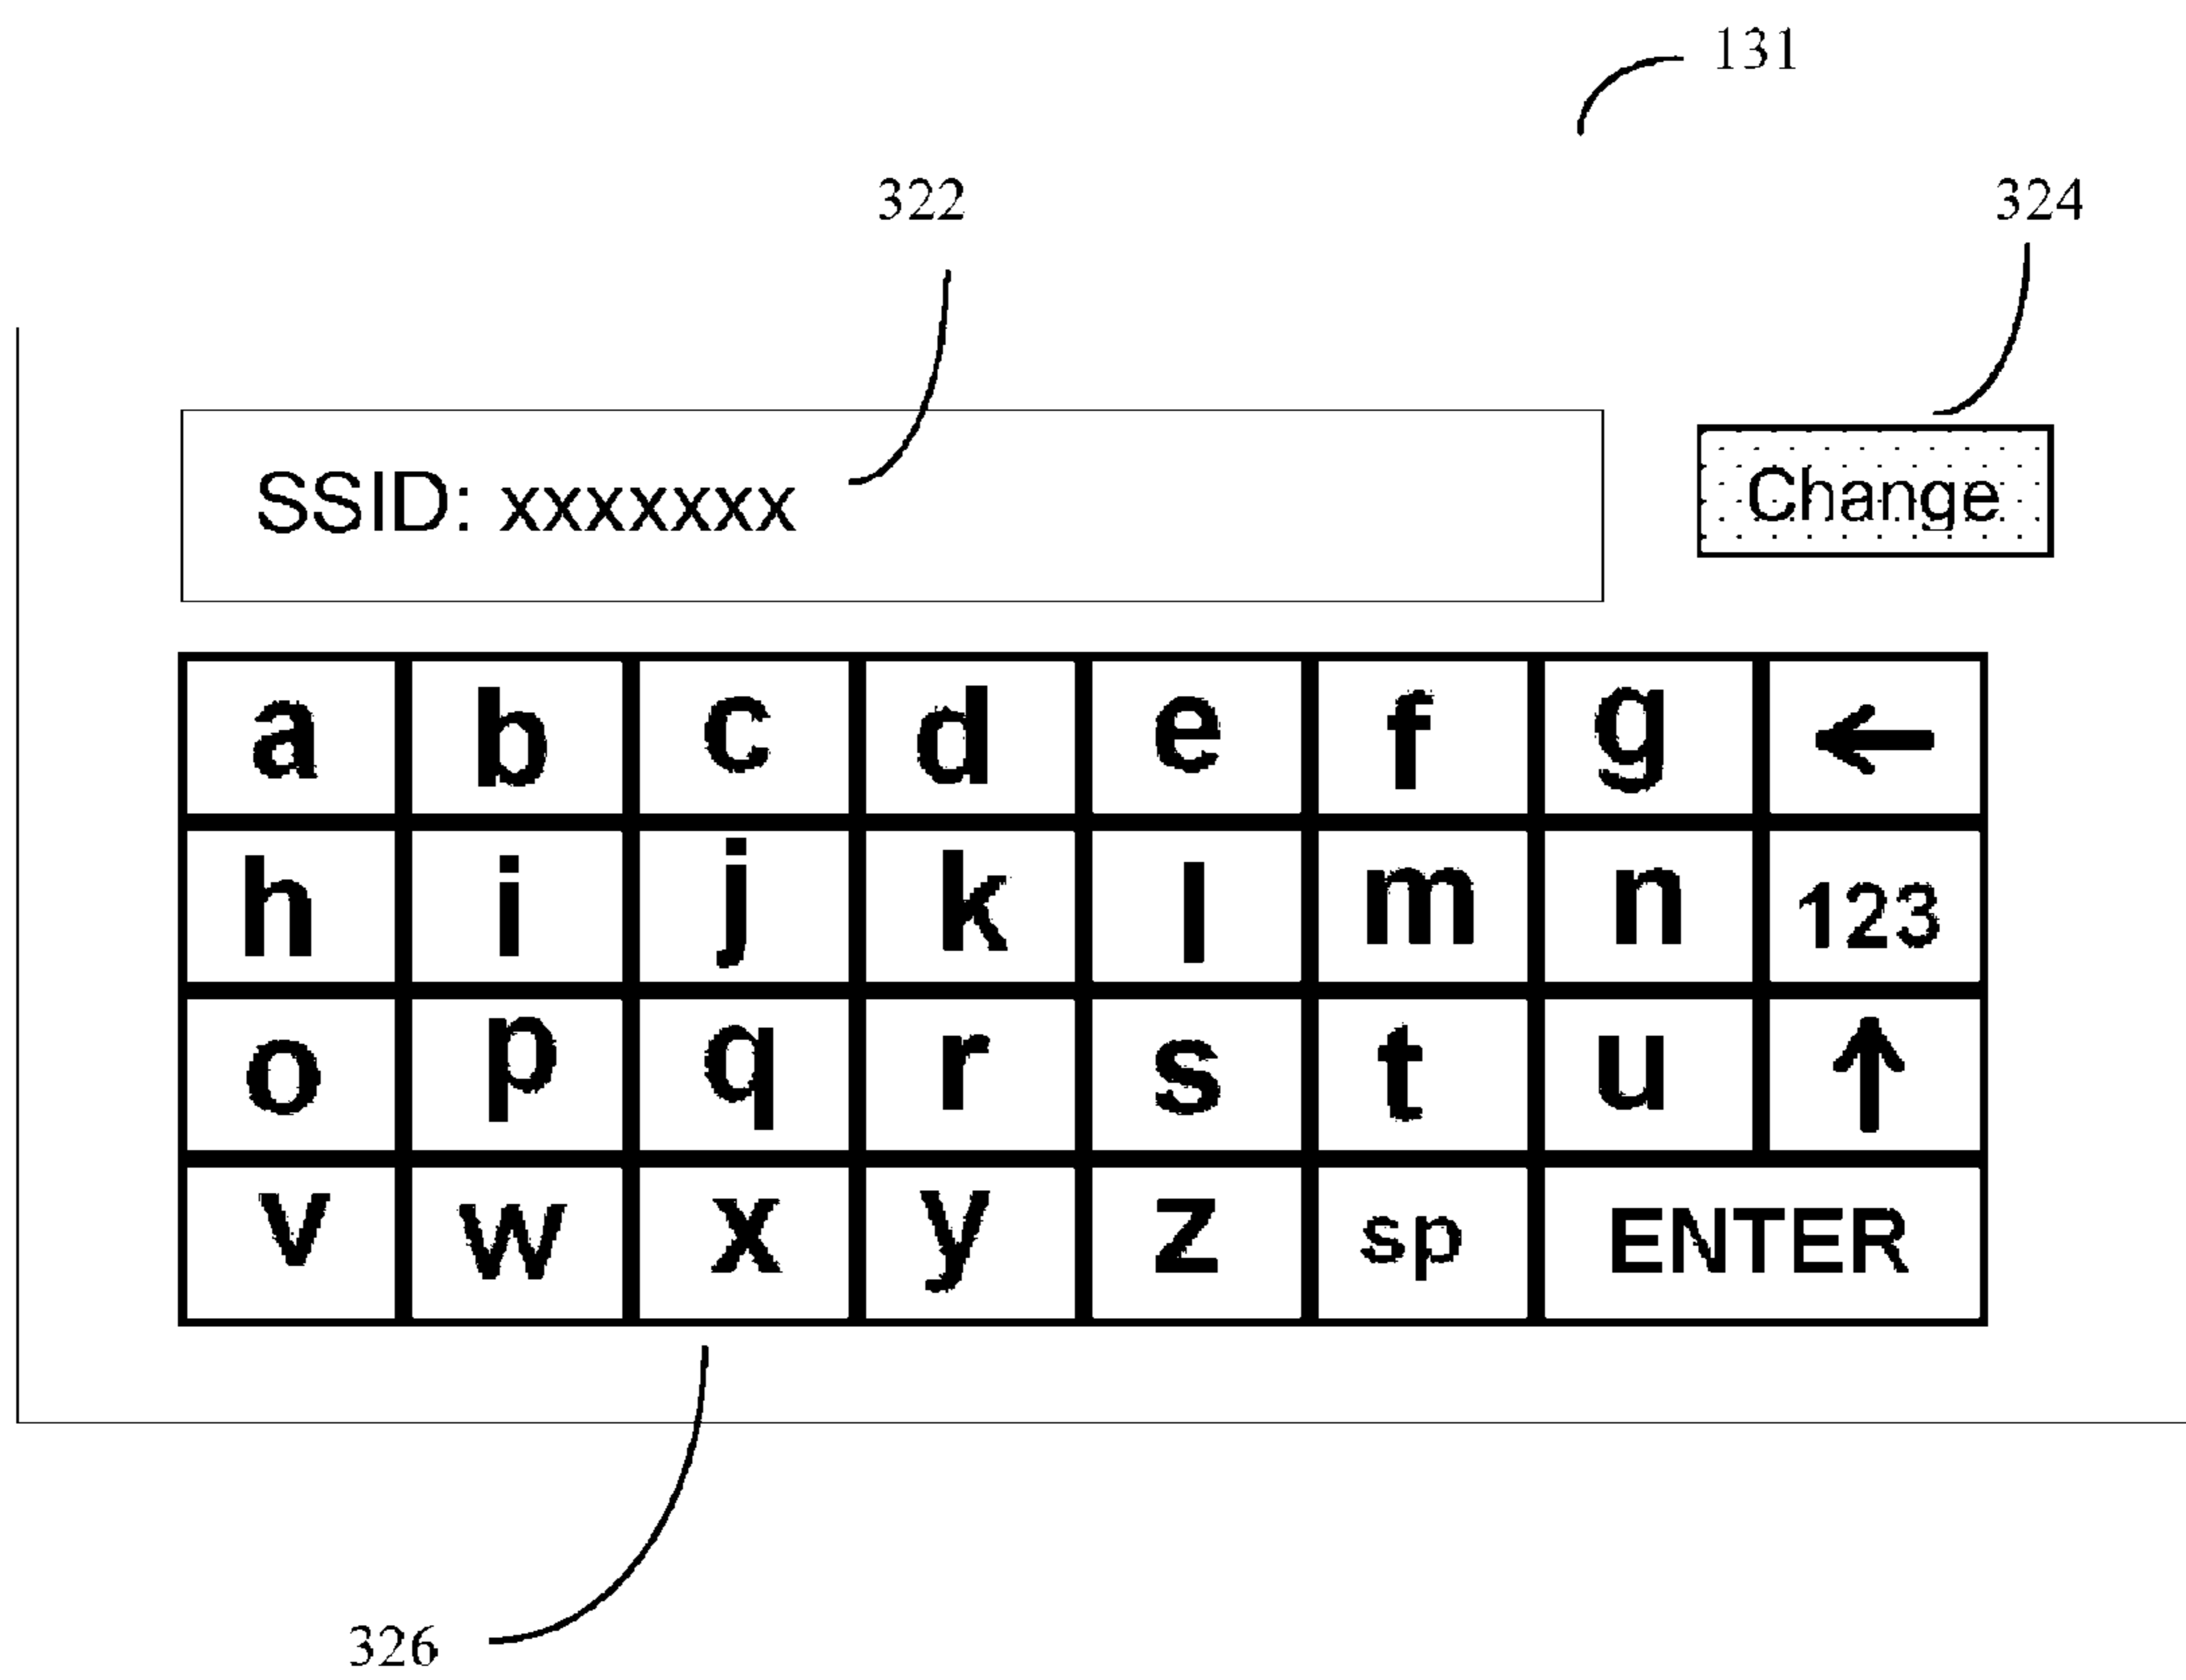 131
322
324
SSID: xxxxxxx
Change
a b c d e f g ←
h i j k l m n 123
o p q r s t u ↑
v w x y z sp ENTER
326